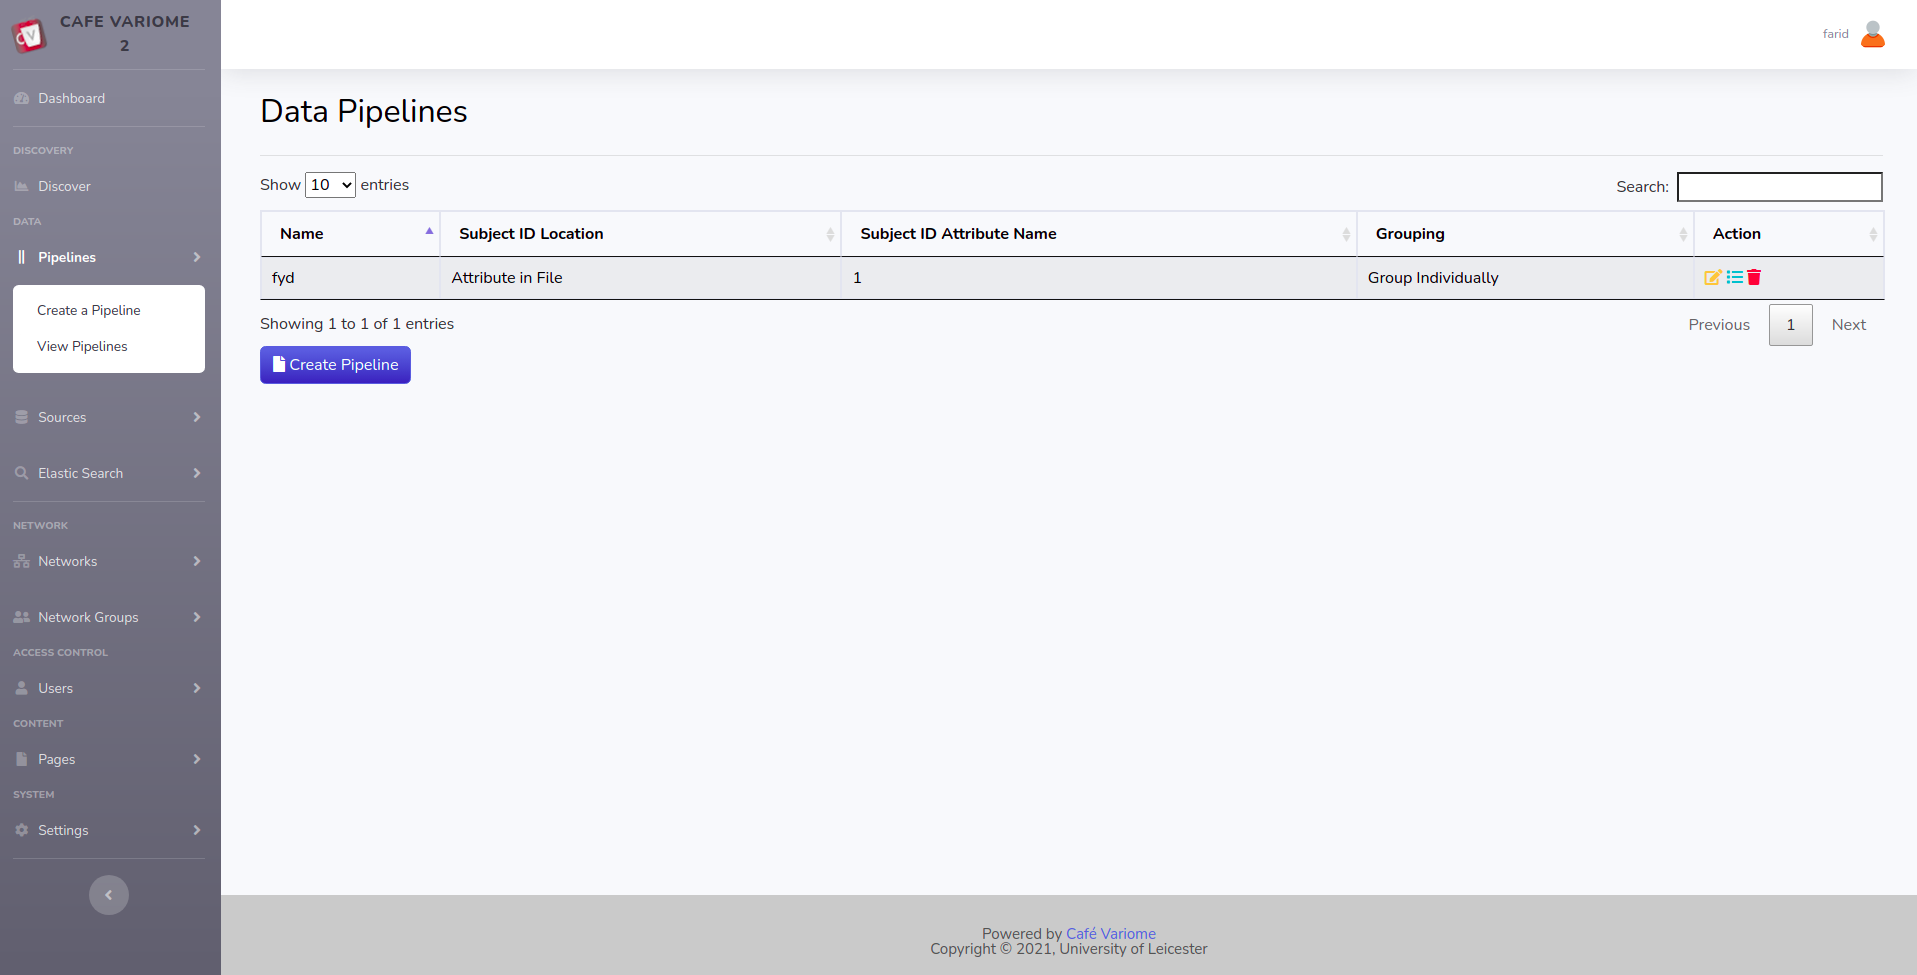 CAFE VARIOME
2
Dashboard
DISCOVERY
Discover
DATA
Pipelines
Create a Pipeline
View Pipelines
Sources
Elastic Search
NETWORK
Networks
Network Groups
ACCESS CONTROL
Users
CONTENT
Pages
SYSTEM
Settings
farid
Data Pipelines
Show 10 entries
Search:
Name Subject ID Location Subject ID Attribute Name Grouping Action
fyd Attribute in File 1 Group Individually
Showing 1 to 1 of 1 entries
Previous 1 Next
Create Pipeline
Powered by Café Variome
Copyright © 2021, University of Leicester